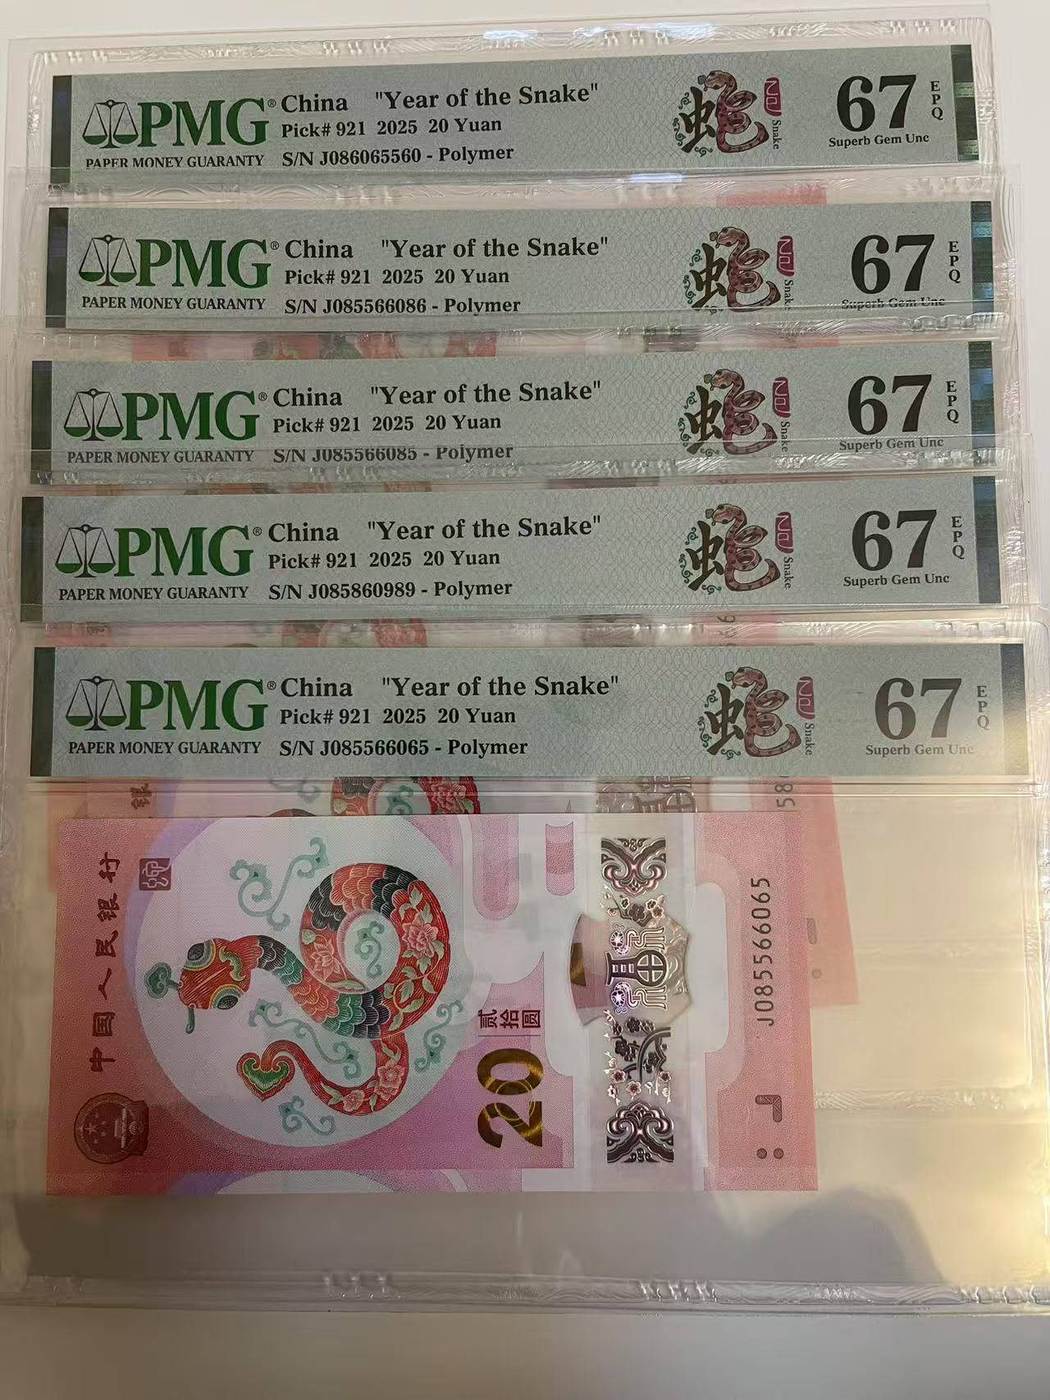 PMG® China "Year of the Snake"
Pick# 921 2025 20 Yuan
PAPER MONEY GUARANTY S/N J086065560 - Polymer
蛇 Snake
67 EPQ
Superb Gem Unc
PMG® China "Year of the Snake"
Pick# 921 2025 20 Yuan
PAPER MONEY GUARANTY S/N J085566086 - Polymer
蛇 Snake
67 EPQ
Superb Gem Unc
PMG® China "Year of the Snake"
Pick# 921 2025 20 Yuan
PAPER MONEY GUARANTY S/N J085566085 - Polymer
蛇 Snake
67 EPQ
Superb Gem Unc
PMG® China "Year of the Snake"
Pick# 921 2025 20 Yuan
PAPER MONEY GUARANTY S/N J085860989 - Polymer
蛇 Snake
67 EPQ
Superb Gem Unc
PMG® China "Year of the Snake"
Pick# 921 2025 20 Yuan
PAPER MONEY GUARANTY S/N J085566065 - Polymer
蛇 Snake
67 EPQ
Superb Gem Unc
中国人民银行
贰拾圆
20
J085566065